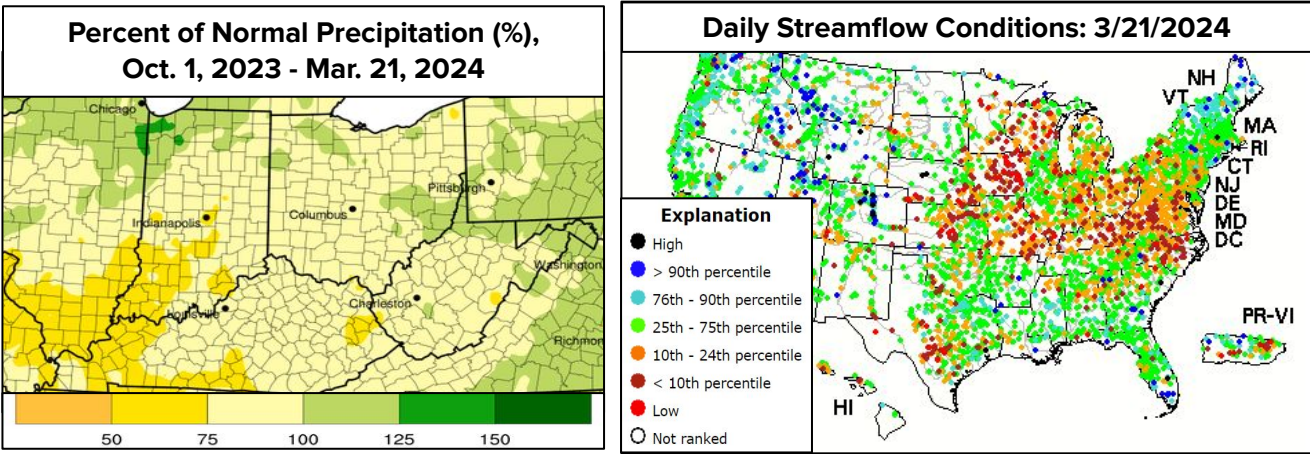 Percent of Normal Precipitation (%),
Oct. 1, 2023 - Mar. 21, 2024
Chicago
Pittsburgh
Indianapolis
Columbus
Washington
Charleston
Louisville
Richmon
50 75 100 125 150
Daily Streamflow Conditions: 3/21/2024
NH
VT
MA
RI
CT
NJ
DE
MD
DC
PR-VI
HI
Explanation
High
> 90th percentile
76th - 90th percentile
25th - 75th percentile
10th - 24th percentile
< 10th percentile
Low
Not ranked